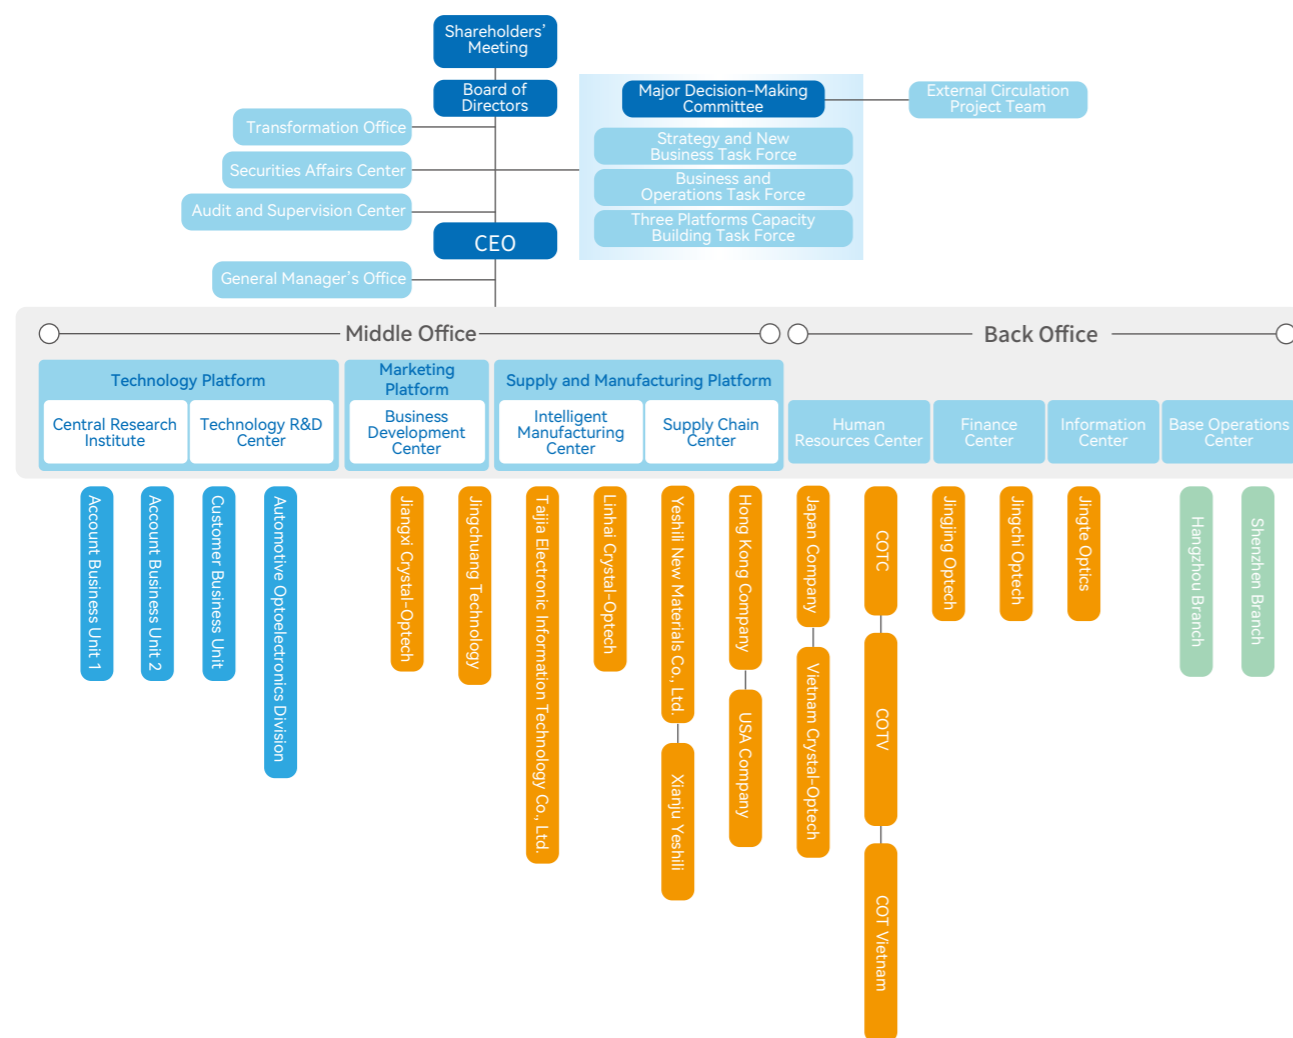 Shareholders’
Meeting
Board of
Directors
Major Decision-Making
Committee
External Circulation
Project Team
Transformation Office
Strategy and New
Business Task Force
Securities Affairs Center
Business and
Operations Task Force
Audit and Supervision Center
Three Platforms Capacity
Building Task Force
CEO
General Manager’s Office
Middle Office
Back Office
Technology Platform
Marketing
Platform
Supply and Manufacturing Platform
Central Research
Institute
Technology R&D
Center
Business
Development
Center
Intelligent
Manufacturing
Center
Supply Chain
Center
Human
Resources Center
Finance
Center
Information
Center
Base Operations
Center
Account Business Unit 1
Account Business Unit 2
Customer Business Unit
Automotive Optoelectronics Division
Jiangxi Crystal-Optech
Jingchuang Technology
Taijia Electronic Information Technology Co., Ltd.
Linhai Crystal-Optech
Yeshili New Materials Co., Ltd.
Xianju Yeshili
Hong Kong Company
USA Company
Japan Company
Vietnam Crystal-Optech
COTC
COTV
COT Vietnam
Jingjing Optech
Jingchi Optech
Jingte Optics
Hangzhou Branch
Shenzhen Branch